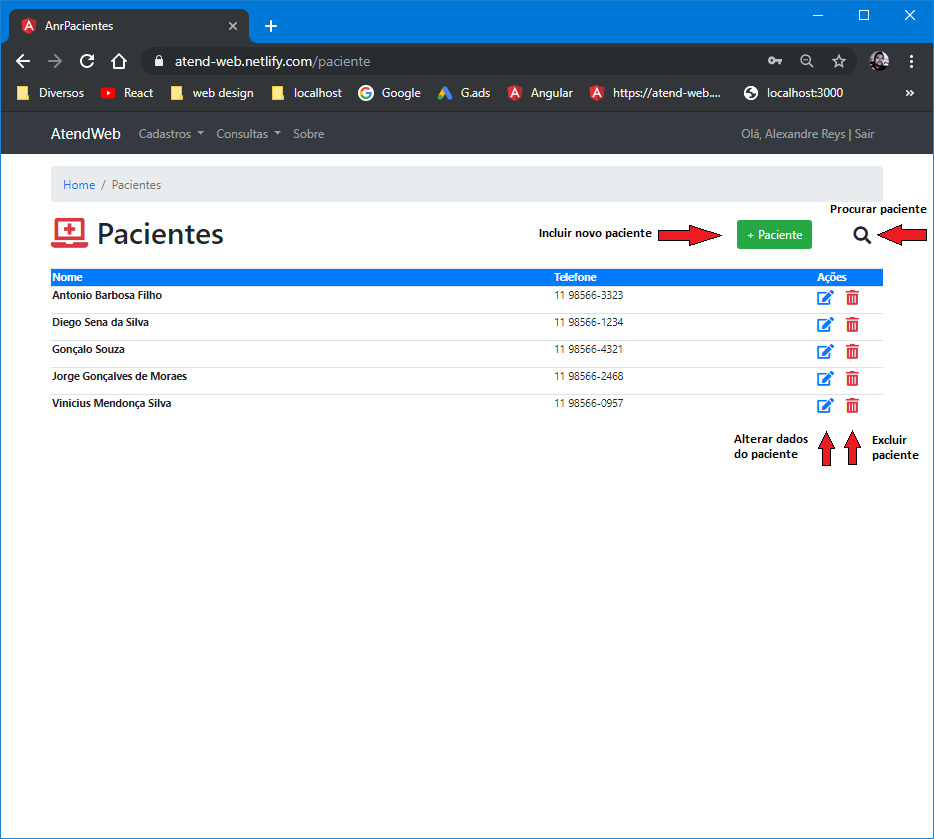 AnrPacientes
atend-web.netlify.com/paciente
Diversos React web design localhost Google G.ads Angular https://atend-web.... localhost:3000 »
AtendWeb Cadastros Consultas Sobre Olá, Alexandre Reys | Sair
Home / Pacientes
Procurar paciente
Pacientes Incluir novo paciente + Paciente
Nome Telefone Ações
Antonio Barbosa Filho 11 98566-3323
Diego Sena da Silva 11 98566-1234
Gonçalo Souza 11 98566-4321
Jorge Gonçalves de Moraes 11 98566-2468
Vinicius Mendonça Silva 11 98566-0957
Alterar dados Excluir
do paciente paciente